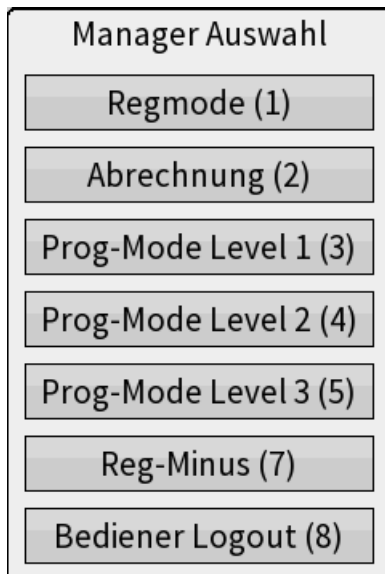 Manager Auswahl
Regmode (1)
Abrechnung (2)
Prog-Mode Level 1 (3)
Prog-Mode Level 2 (4)
Prog-Mode Level 3 (5)
Reg-Minus (7)
Bediener Logout (8)